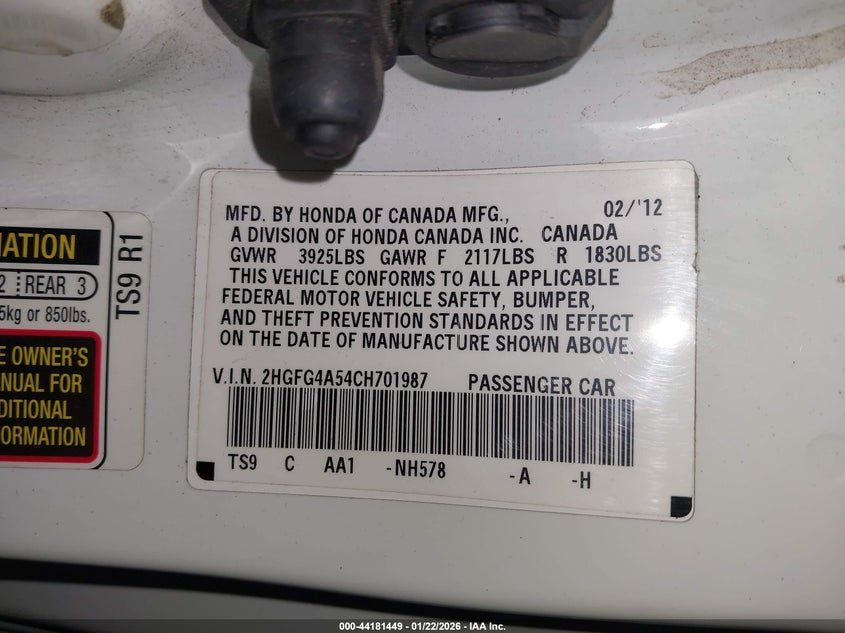 MFD. BY HONDA OF CANADA MFG., 02/'12
A DIVISION OF HONDA CANADA INC. CANADA
GVWR 3925LBS GAWR F 2117LBS R 1830LBS
THIS VEHICLE CONFORMS TO ALL APPLICABLE
FEDERAL MOTOR VEHICLE SAFETY, BUMPER,
AND THEFT PREVENTION STANDARDS IN EFFECT
ON THE DATE OF MANUFACTURE SHOWN ABOVE.
V.I.N. 2HGFG4A54CH701987 PASSENGER CAR
TS9 C AA1 -NH578 -A -H
MATION
2 REAR 3
5kg or 850lbs.
E OWNER'S
NUAL FOR
DITIONAL
FORMATION
TS9 R1
000-44181449 - 01/22/2026 - IAA Inc.